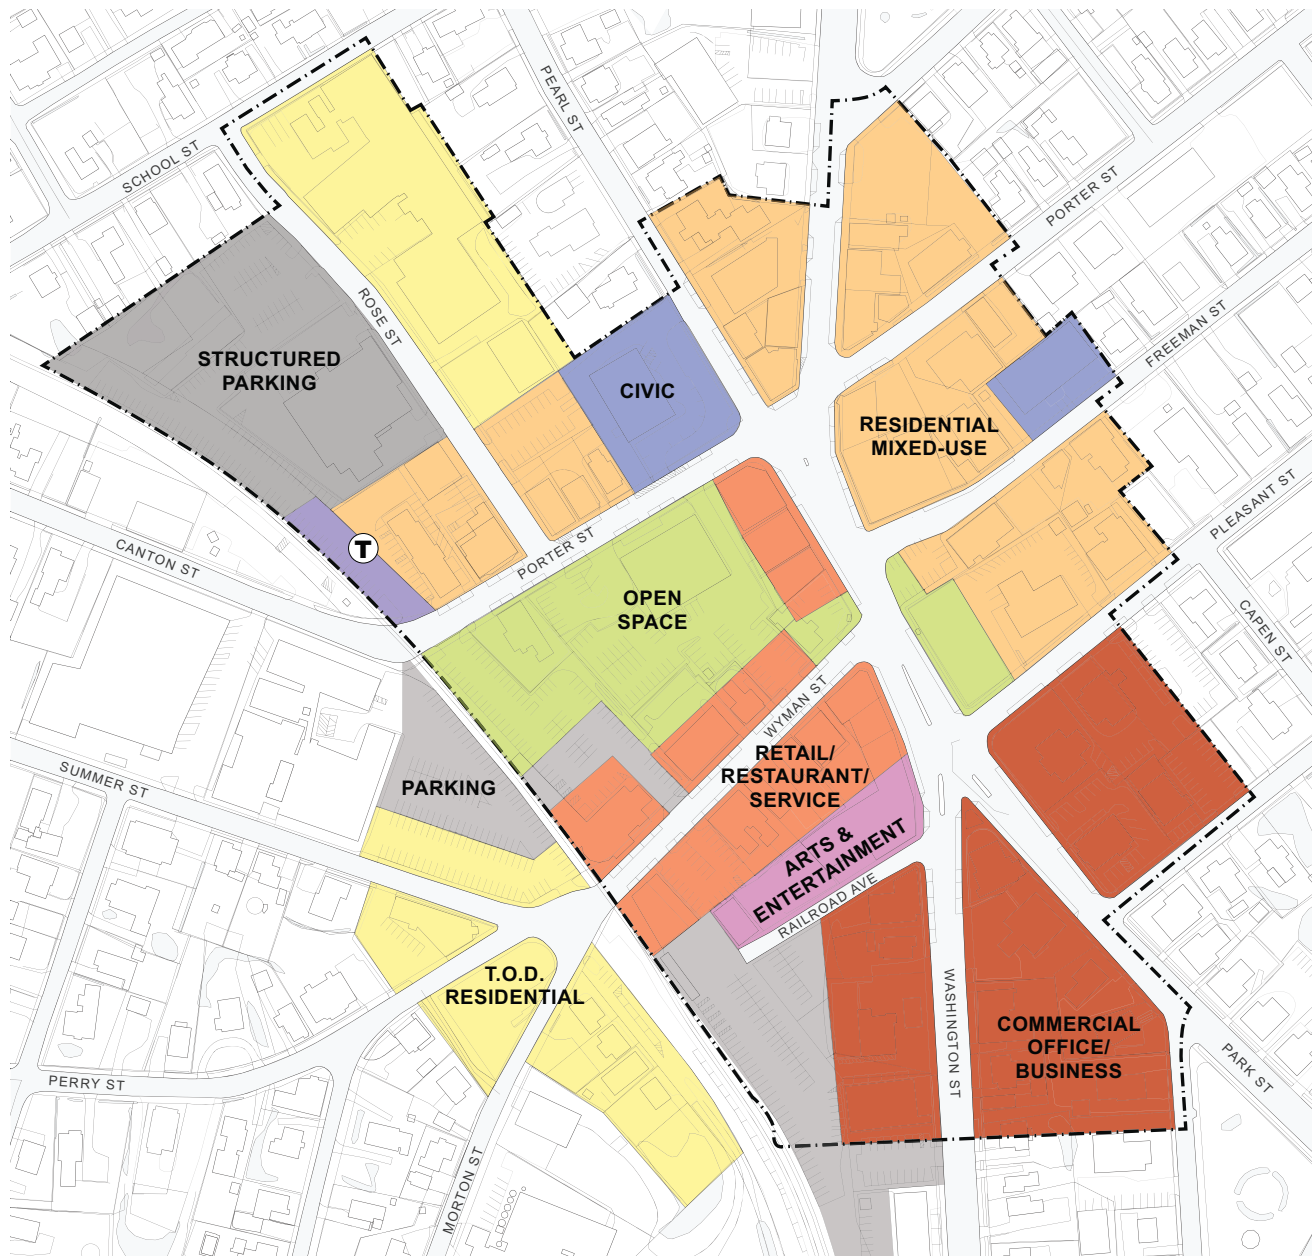 PEARL ST
SCHOOL ST
PORTER ST
ROSE ST
FREEMAN ST
STRUCTURED
PARKING
CIVIC
RESIDENTIAL
MIXED-USE
PLEASANT ST
T
CANTON ST
PORTER ST
OPEN
SPACE
CAPEN ST
WYMAN ST
SUMMER ST
PARKING
RETAIL/
RESTAURANT/
SERVICE
ARTS &
ENTERTAINMENT
RAILROAD AVE
T.O.D.
RESIDENTIAL
WASHINGTON ST
COMMERCIAL
OFFICE/
BUSINESS
PARK ST
PERRY ST
MORTON ST